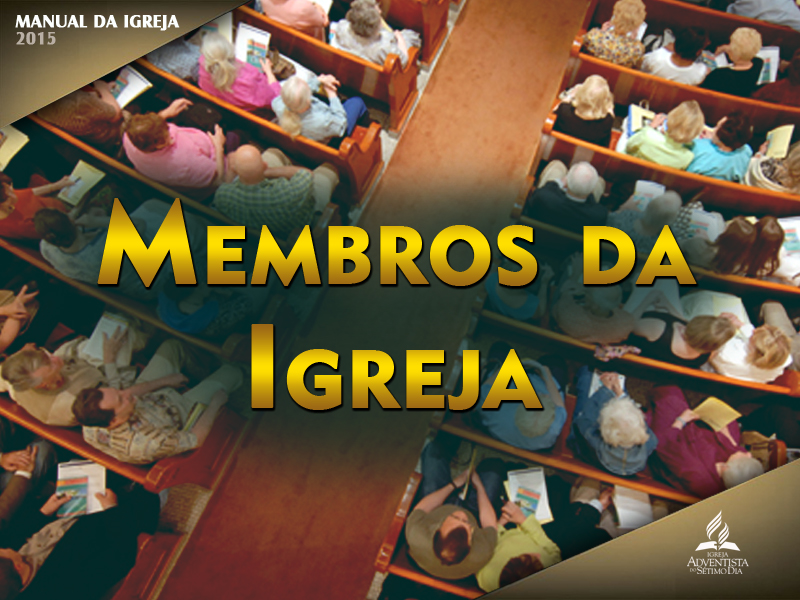 MANUAL DA IGREJA
2015
MEMBROS DA
IGREJA
IGREJA
ADVENTISTA
DO SÉTIMO DIA